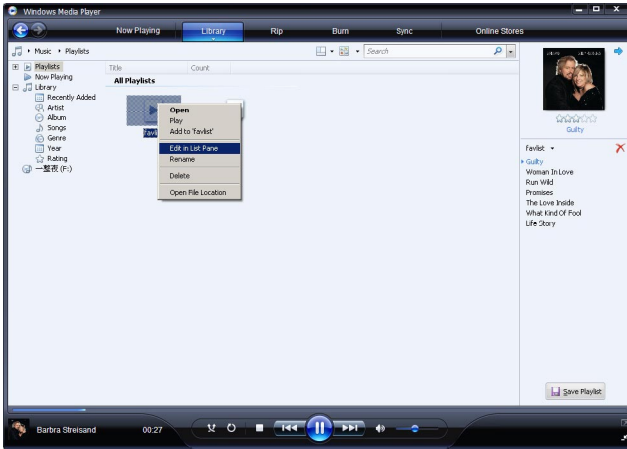 Windows Media Player
Now Playing Library Rip Burn Sync Online Stores
Music Playlists Search
Playlists
Now Playing
Library
Recently Added
Artist
Album
Songs
Genre
Year
Rating
一整夜 (F:)
Title Count
All Playlists
Open
Play
Add to 'favlist'
Edit in List Pane
Rename
Delete
Open File Location
Guilty
favlist
Guilty
Woman In Love
Run Wild
Promises
The Love Inside
What Kind Of Fool
Life Story
Save Playlist
Barbra Streisand 00:27